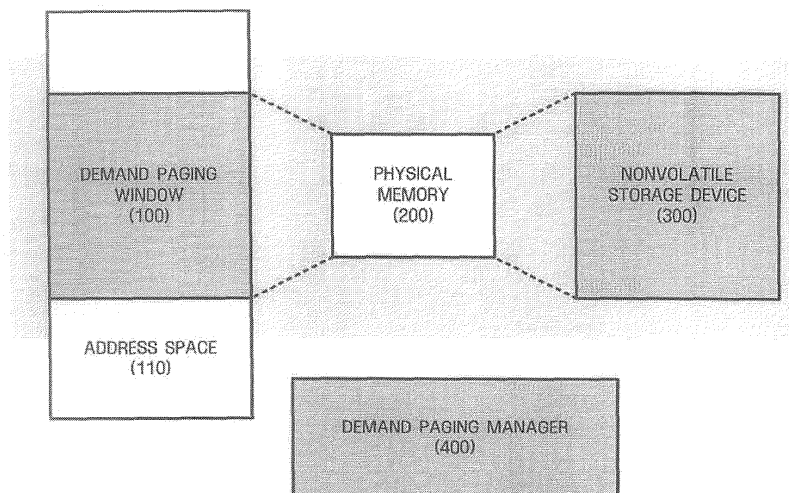 DEMAND PAGING
WINDOW
(100)
PHYSICAL
MEMORY
(200)
NONVOLATILE
STORAGE DEVICE
(300)
ADDRESS SPACE
(110)
DEMAND PAGING MANAGER
(400)